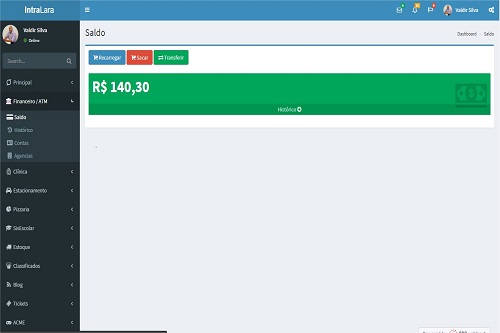 IntraLara
Valdir Silva
Valdir Silva
Online
Saldo
Dashboard
Saldo
Search...
Recarregar
Sacar
Transferir
Principal
R$ 140,30
Financeiro / ATM
Histórico
Saldo
Histórico
Contas
Agencias
Clínica
Estacionamento
Pizzaria
SisEscolar
Estoque
Classificados
Blog
Tickets
ACME